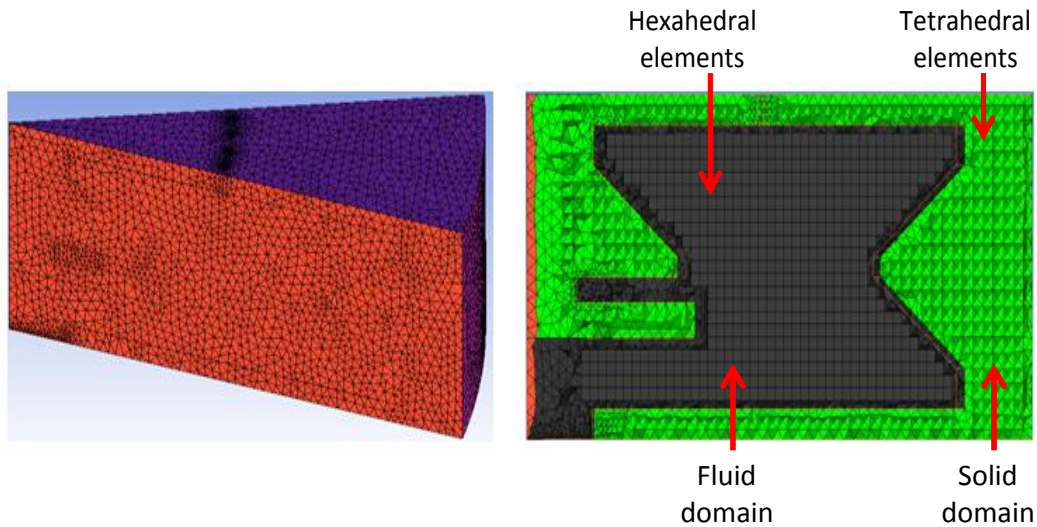 Hexahedral
elements
Tetrahedral
elements
Fluid
domain
Solid
domain